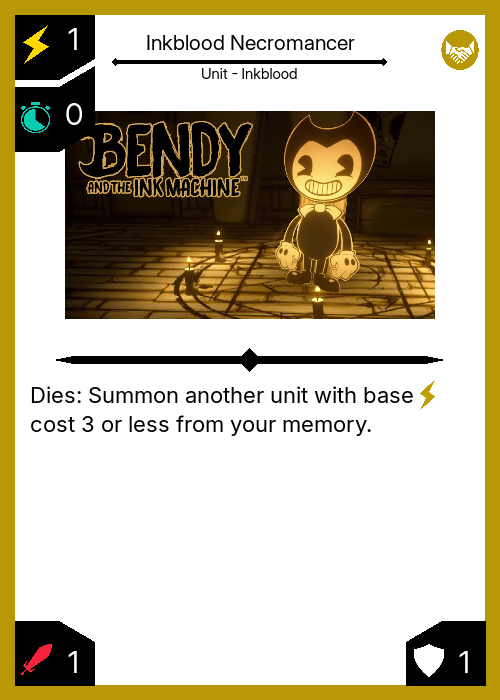 1
Inkblood Necromancer
Unit - Inkblood
0
BENDY
AND THE INK MACHINE™
Dies: Summon another unit with base
cost 3 or less from your memory.
1
1